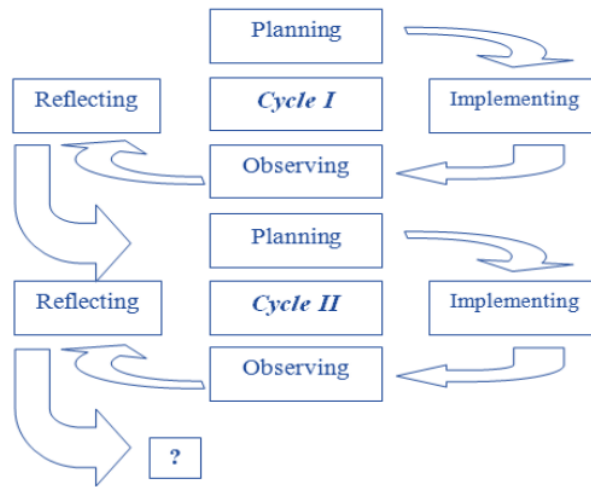 Planning
Reflecting
Cycle I
Implementing
Observing
Planning
Reflecting
Cycle II
Implementing
Observing
?